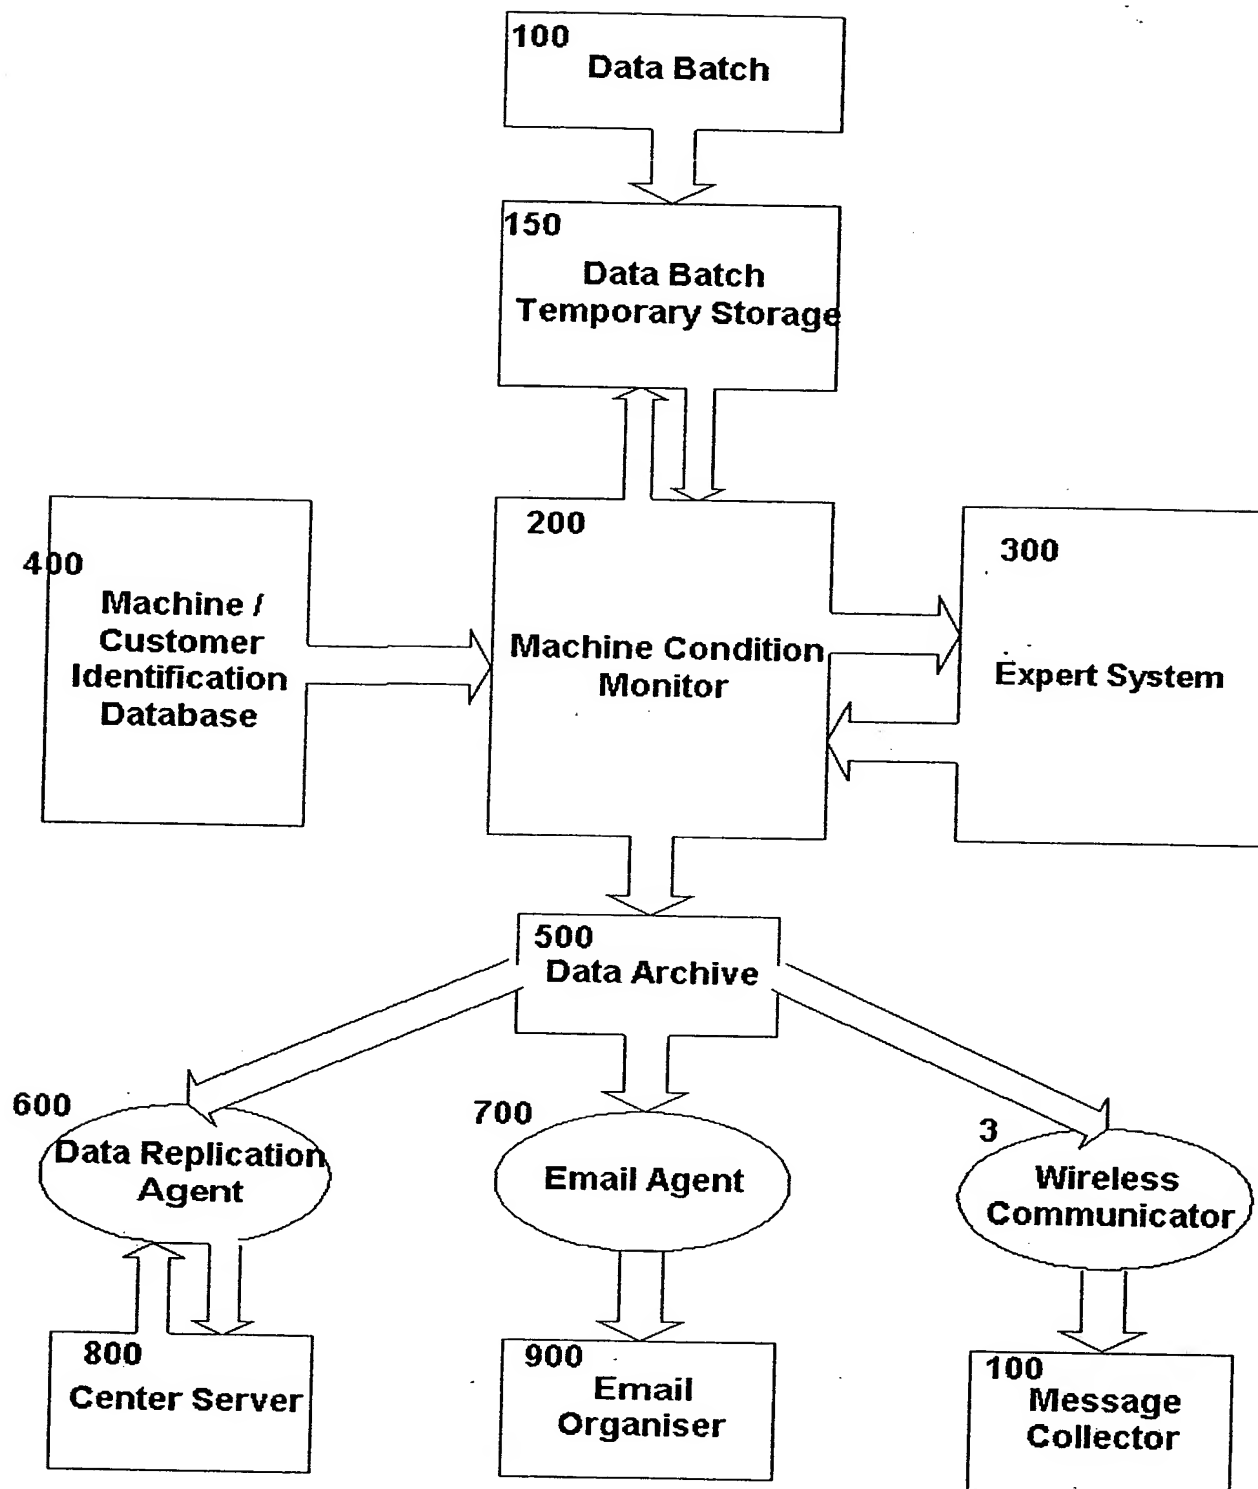 100
Data Batch
150
Data Batch
Temporary Storage
400
Machine /
Customer
Identification
Database
200
Machine Condition
Monitor
300
Expert System
500
Data Archive
600
Data Replication
Agent
700
Email Agent
3
Wireless
Communicator
800
Center Server
900
Email
Organiser
100
Message
Collector